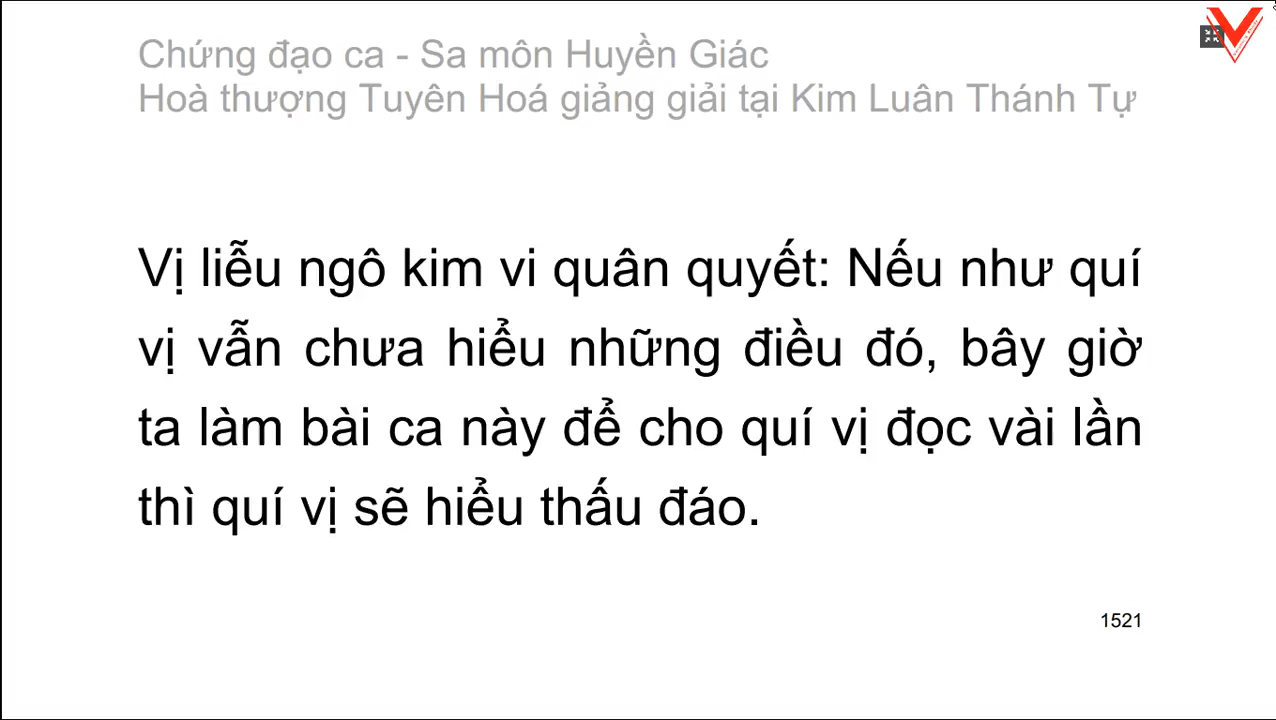 Chứng đạo ca - Sa môn Huyền Giác
Hoà thượng Tuyên Hoá giảng giải tại Kim Luân Thánh Tự
Vị liễu ngô kim vi quân quyết: Nếu như quí
vị vẫn chưa hiểu những điều đó, bây giờ
ta làm bài ca này để cho quí vị đọc vài lần
thì quí vị sẽ hiểu thấu đáo.
1521